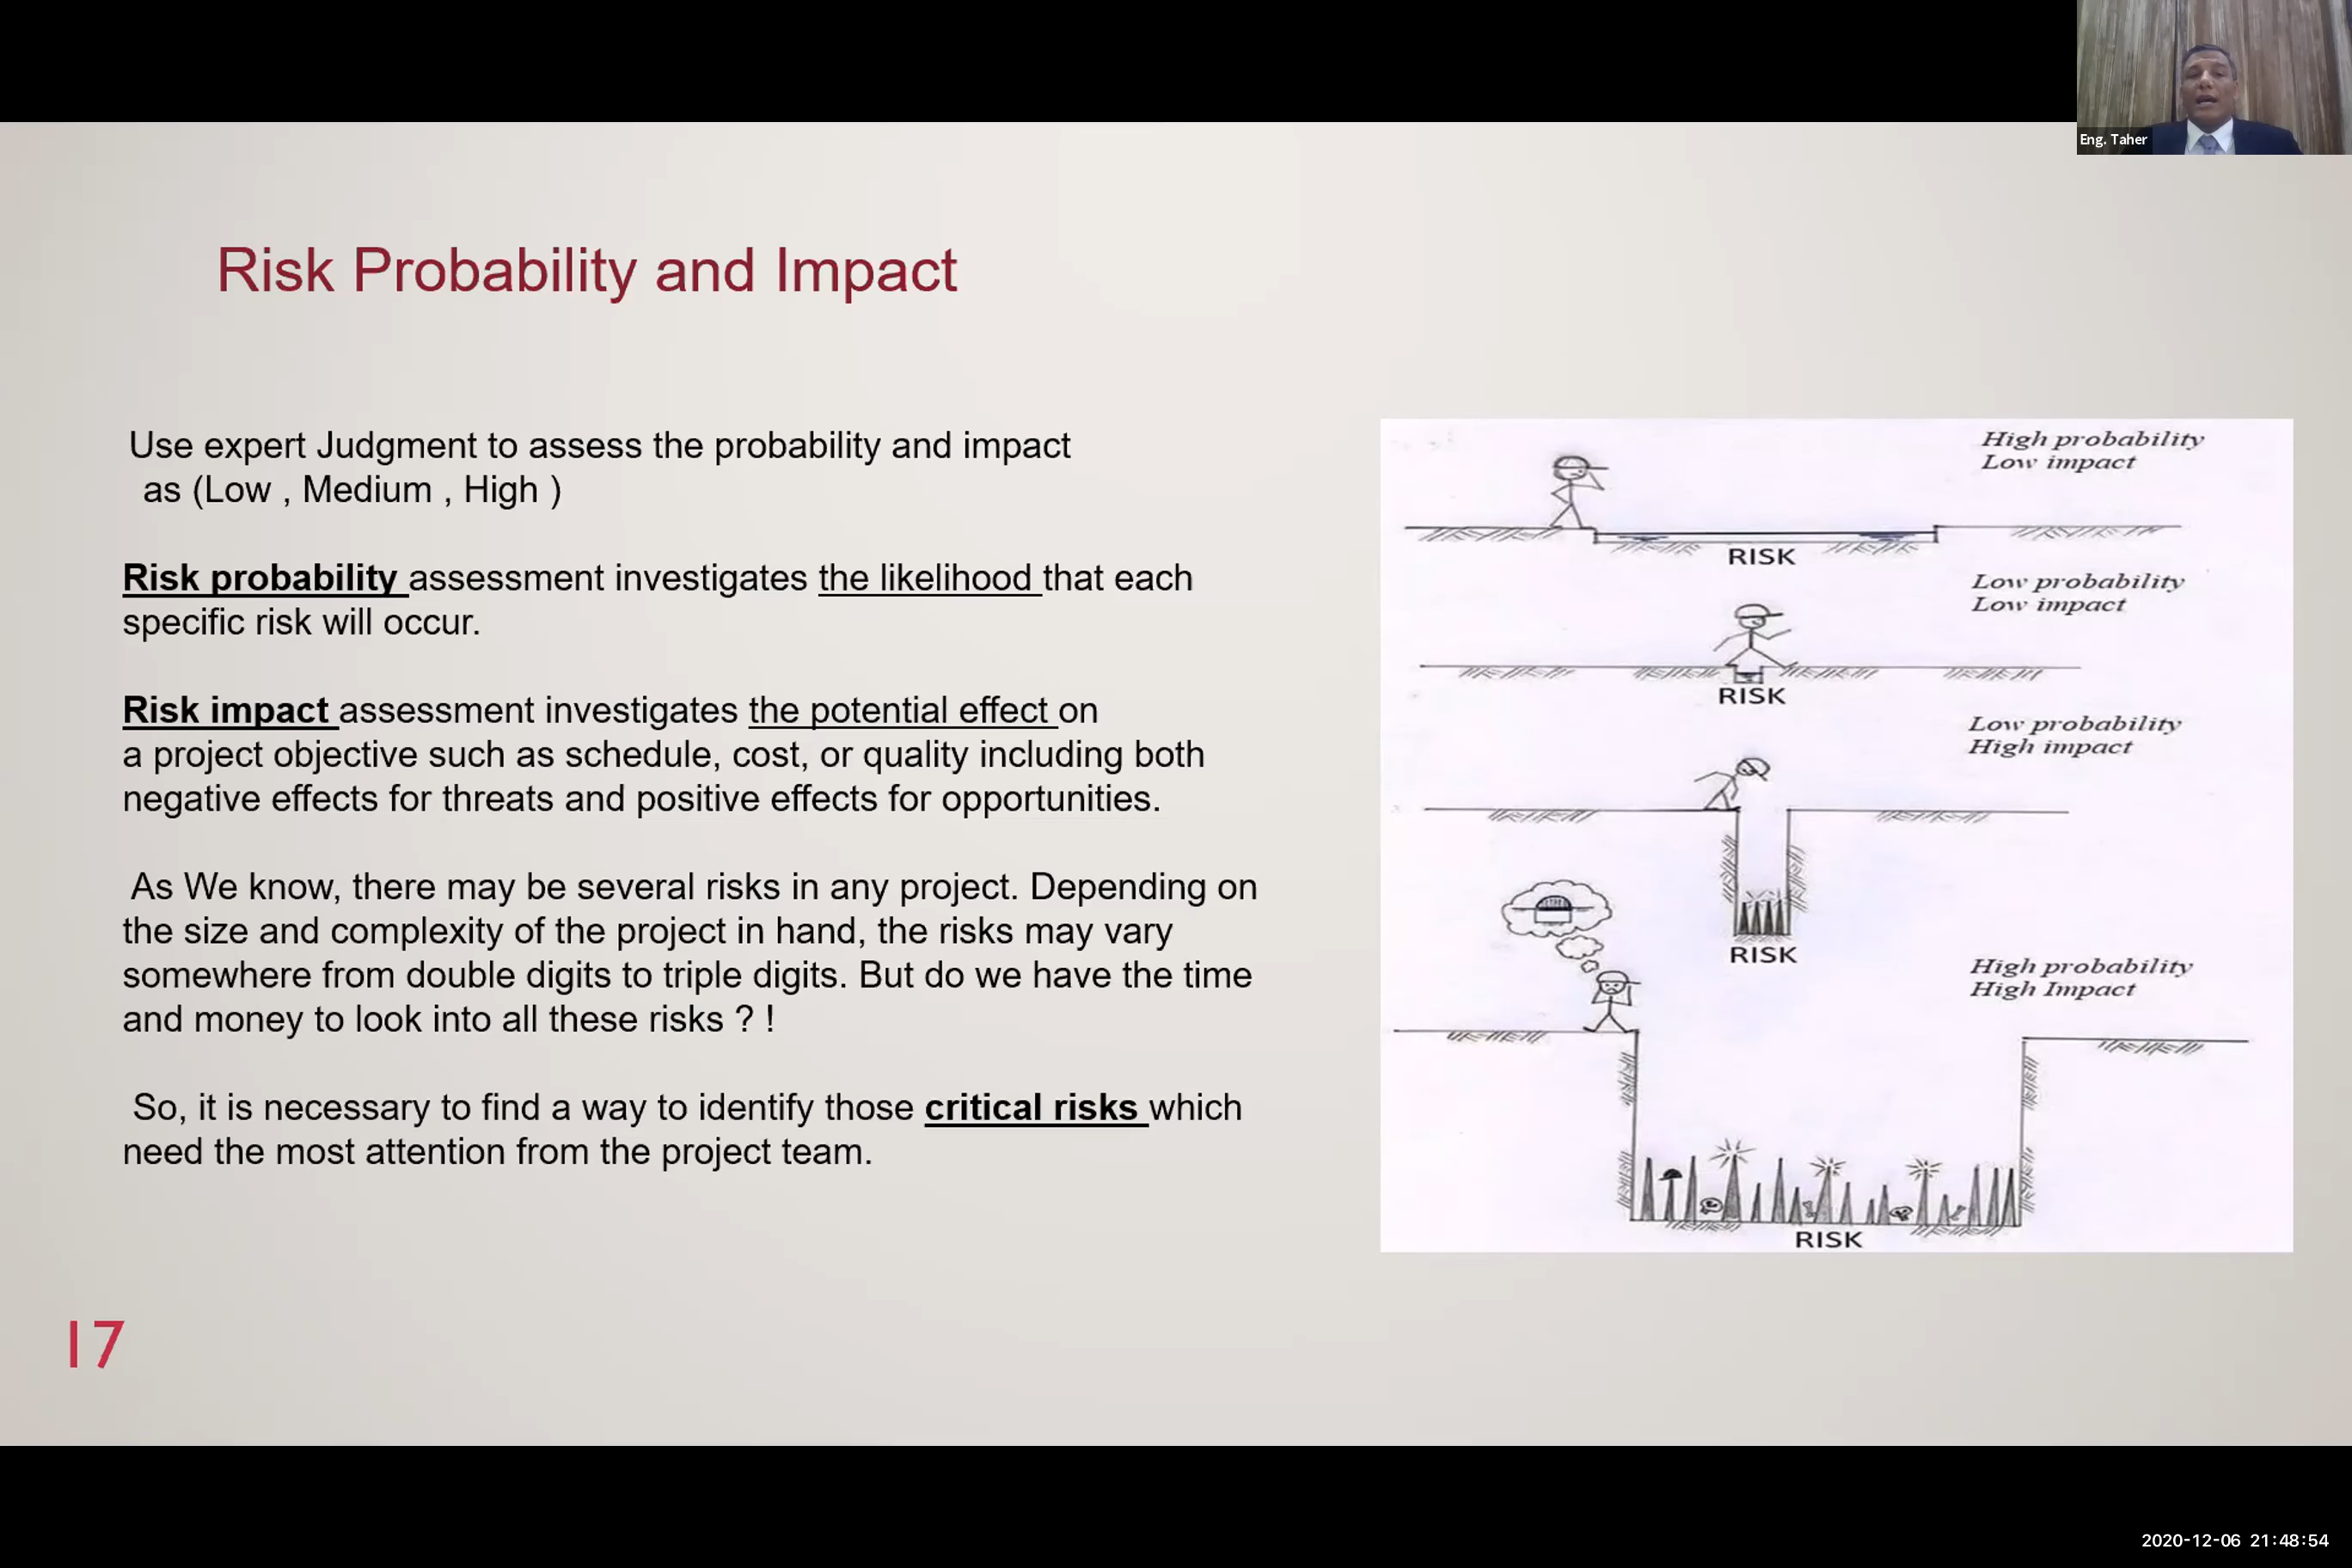 Eng. Taher
Risk Probability and Impact
Use expert Judgment to assess the probability and impact
as (Low , Medium , High )
Risk probability assessment investigates the likelihood that each
specific risk will occur.
Risk impact assessment investigates the potential effect on
a project objective such as schedule, cost, or quality including both
negative effects for threats and positive effects for opportunities.
As We know, there may be several risks in any project. Depending on
the size and complexity of the project in hand, the risks may vary
somewhere from double digits to triple digits. But do we have the time
and money to look into all these risks ? !
So, it is necessary to find a way to identify those critical risks which
need the most attention from the project team.
High probability
Low impact
RISK
Low probability
Low impact
RISK
Low probability
High impact
RISK
High probability
High Impact
RISK
17
2020-12-06 21:48:54